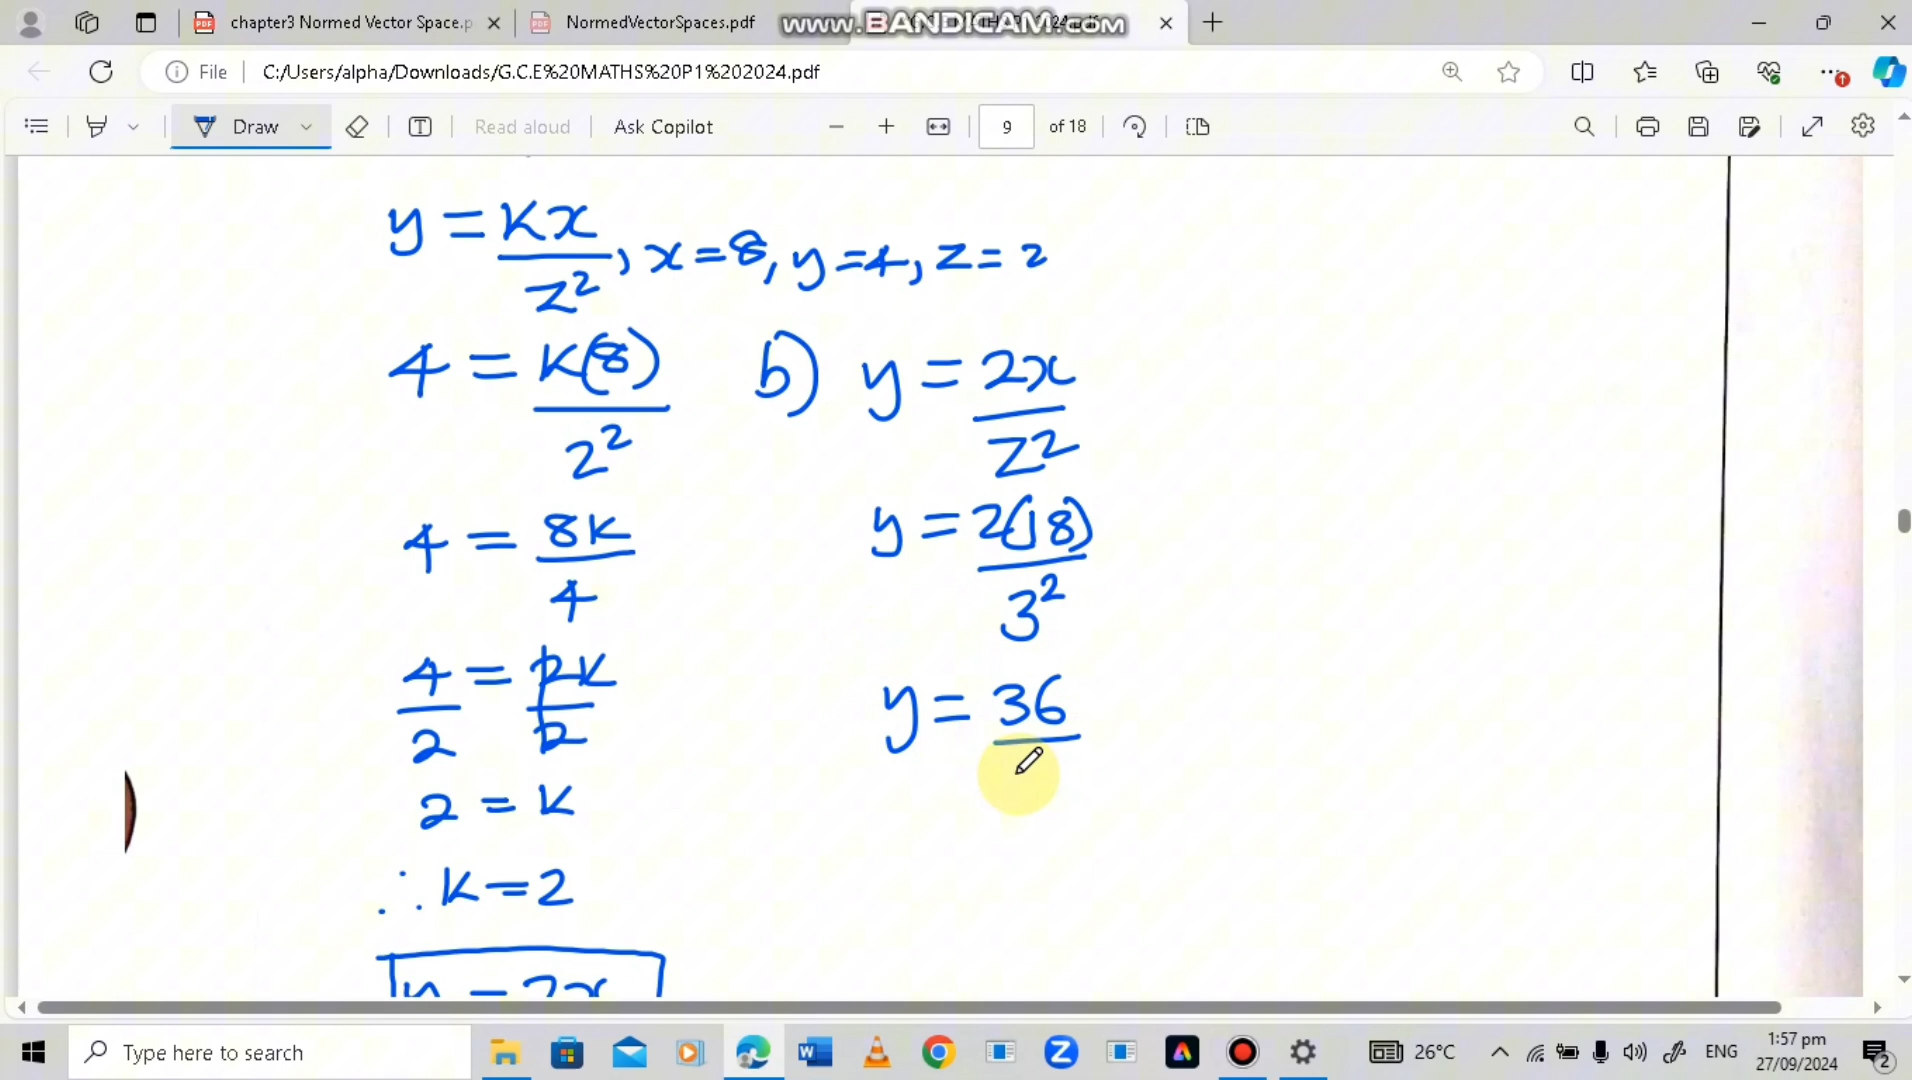 chapter3 Normed Vector Space.p
NormedVectorSpaces.pdf
www.BANDICAM.com
File
C:/Users/alpha/Downloads/G.C.E%20MATHS%20P1%202024.pdf
Draw
Read aloud
Ask Copilot
9 of 18
y = kx / z², x = 8, y = 4, z = 2
4 = k(8) / 2²
4 = 8k / 4
4 / 2 = 2k / 2
2 = k
∴ k = 2
y = 2x
b) y = 2x / z²
y = 2(18) / 3²
y = 36
Type here to search
26°C
ENG
1:57 pm
27/09/2024
2